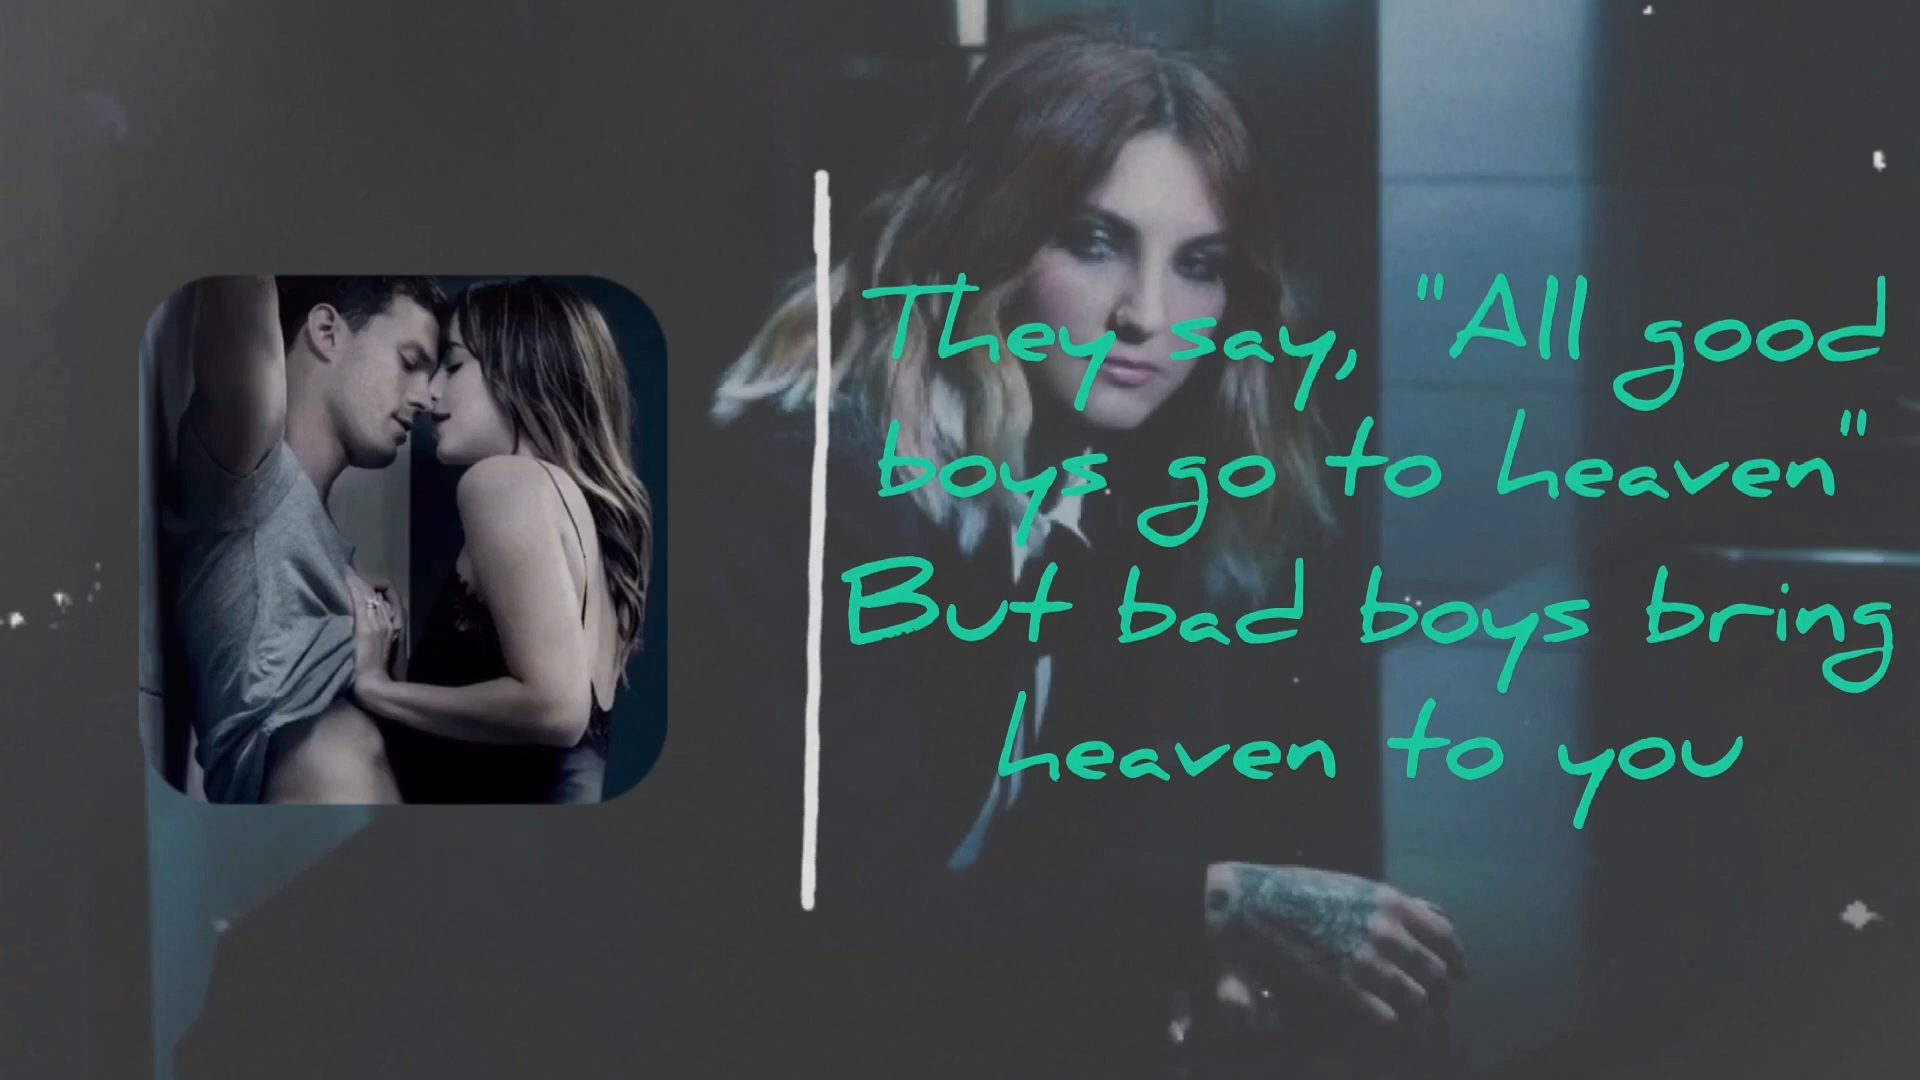 They say, "All good
boys go to heaven"
But bad boys bring
heaven to you